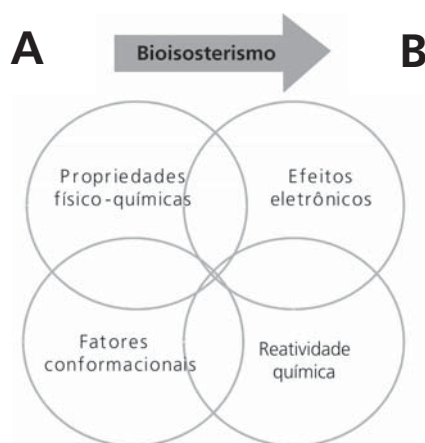 A Bioisosterismo B
Propriedades
físico-químicas
Efeitos
eletrônicos
Fatores
conformacionais
Reatividade
química